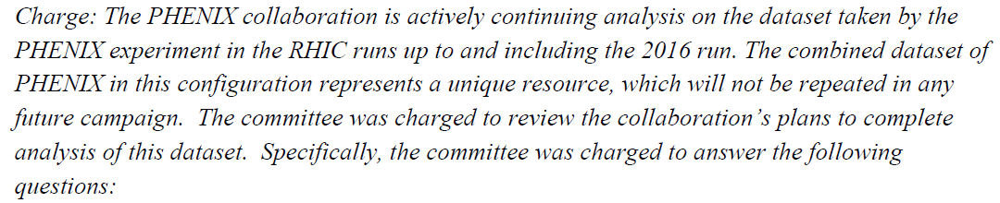 Charge: The PHENIX collaboration is actively continuing analysis on the dataset taken by the
PHENIX experiment in the RHIC runs up to and including the 2016 run. The combined dataset of
PHENIX in this configuration represents a unique resource, which will not be repeated in any
future campaign.  The committee was charged to review the collaboration’s plans to complete
analysis of this dataset.  Specifically, the committee was charged to answer the following
questions: